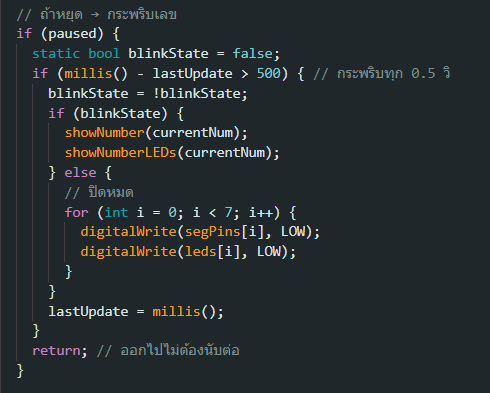 // ถ้าหยุด → กระพริบเลข
if (paused) {
  static bool blinkState = false;
  if (millis() - lastUpdate > 500) { // กระพริบทุก 0.5 วิ
    blinkState = !blinkState;
    if (blinkState) {
      showNumber(currentNum);
      showNumberLEDs(currentNum);
    } else {
      // ปิดหมด
      for (int i = 0; i < 7; i++) {
        digitalWrite(segPins[i], LOW);
        digitalWrite(leds[i], LOW);
      }
    }
    lastUpdate = millis();
  }
  return; // ออกไปไม่ต้องนับต่อ
}